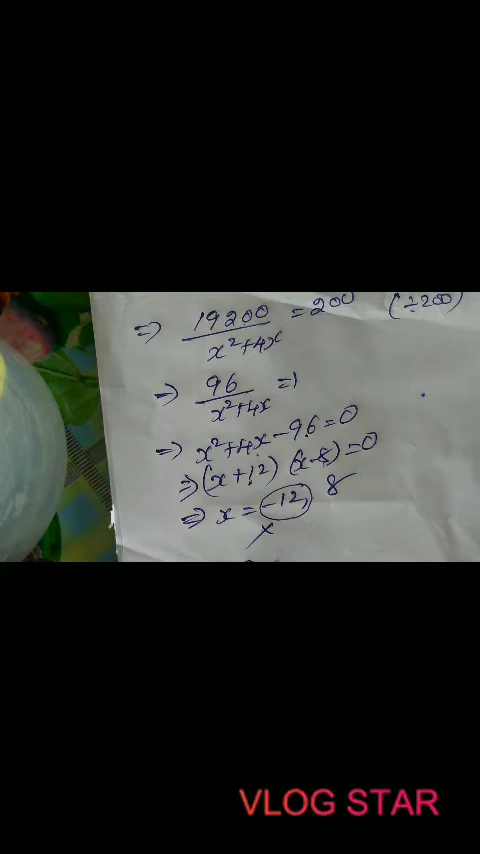 ⇒ 19200/(x²+4x) = 200 (÷200)
⇒ 96/(x²+4x) = 1
⇒ x²+4x-96=0
⇒ (x+12) (x-8)=0
⇒ x = -12, 8
×
VLOG STAR